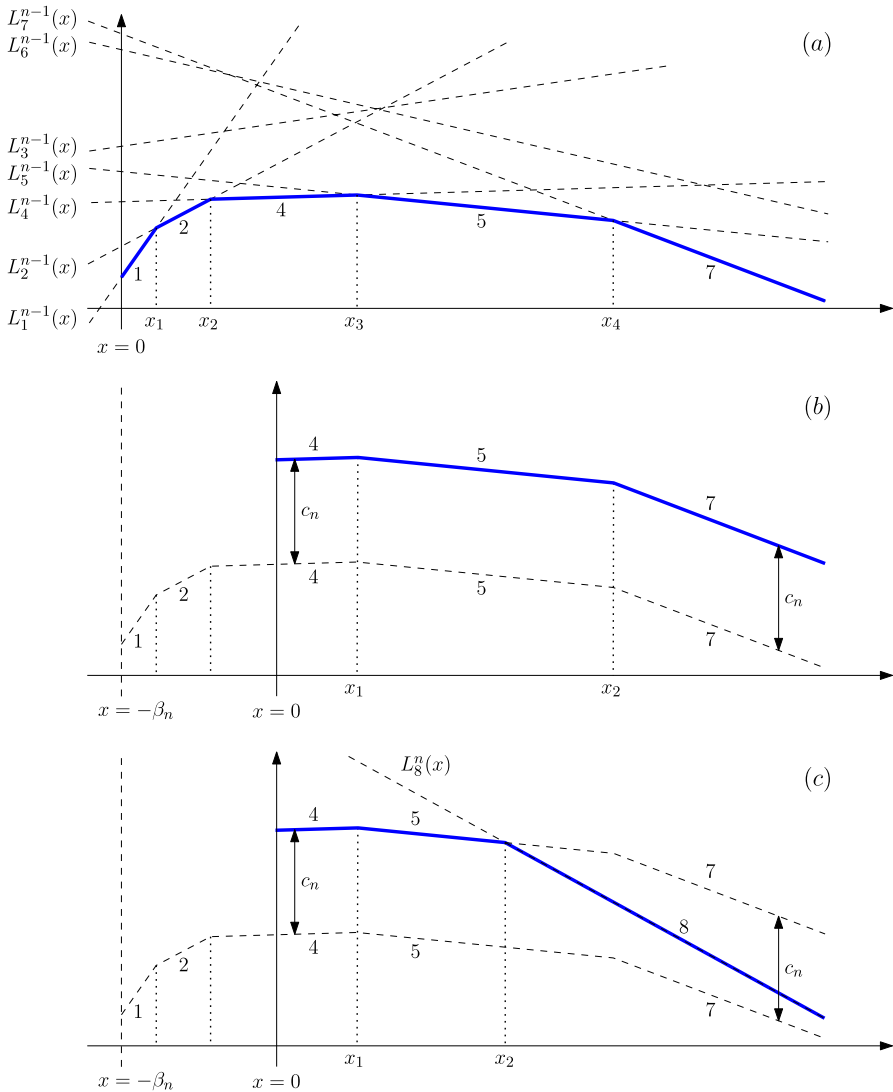 L_7^{n-1}(x)
L_6^{n-1}(x)
(a)
L_3^{n-1}(x)
L_5^{n-1}(x)
L_4^{n-1}(x)
2
4
5
L_2^{n-1}(x)
1
7
L_1^{n-1}(x)
x_1 x_2 x_3 x_4
x = 0
(b)
4
5
7
c_n
4
5
2
c_n
1
7
x_1 x_2
x = −β_n x = 0
L_8^n(x)
(c)
4
5
7
c_n
8
2
4
5
c_n
1
7
x_1 x_2
x = −β_n x = 0